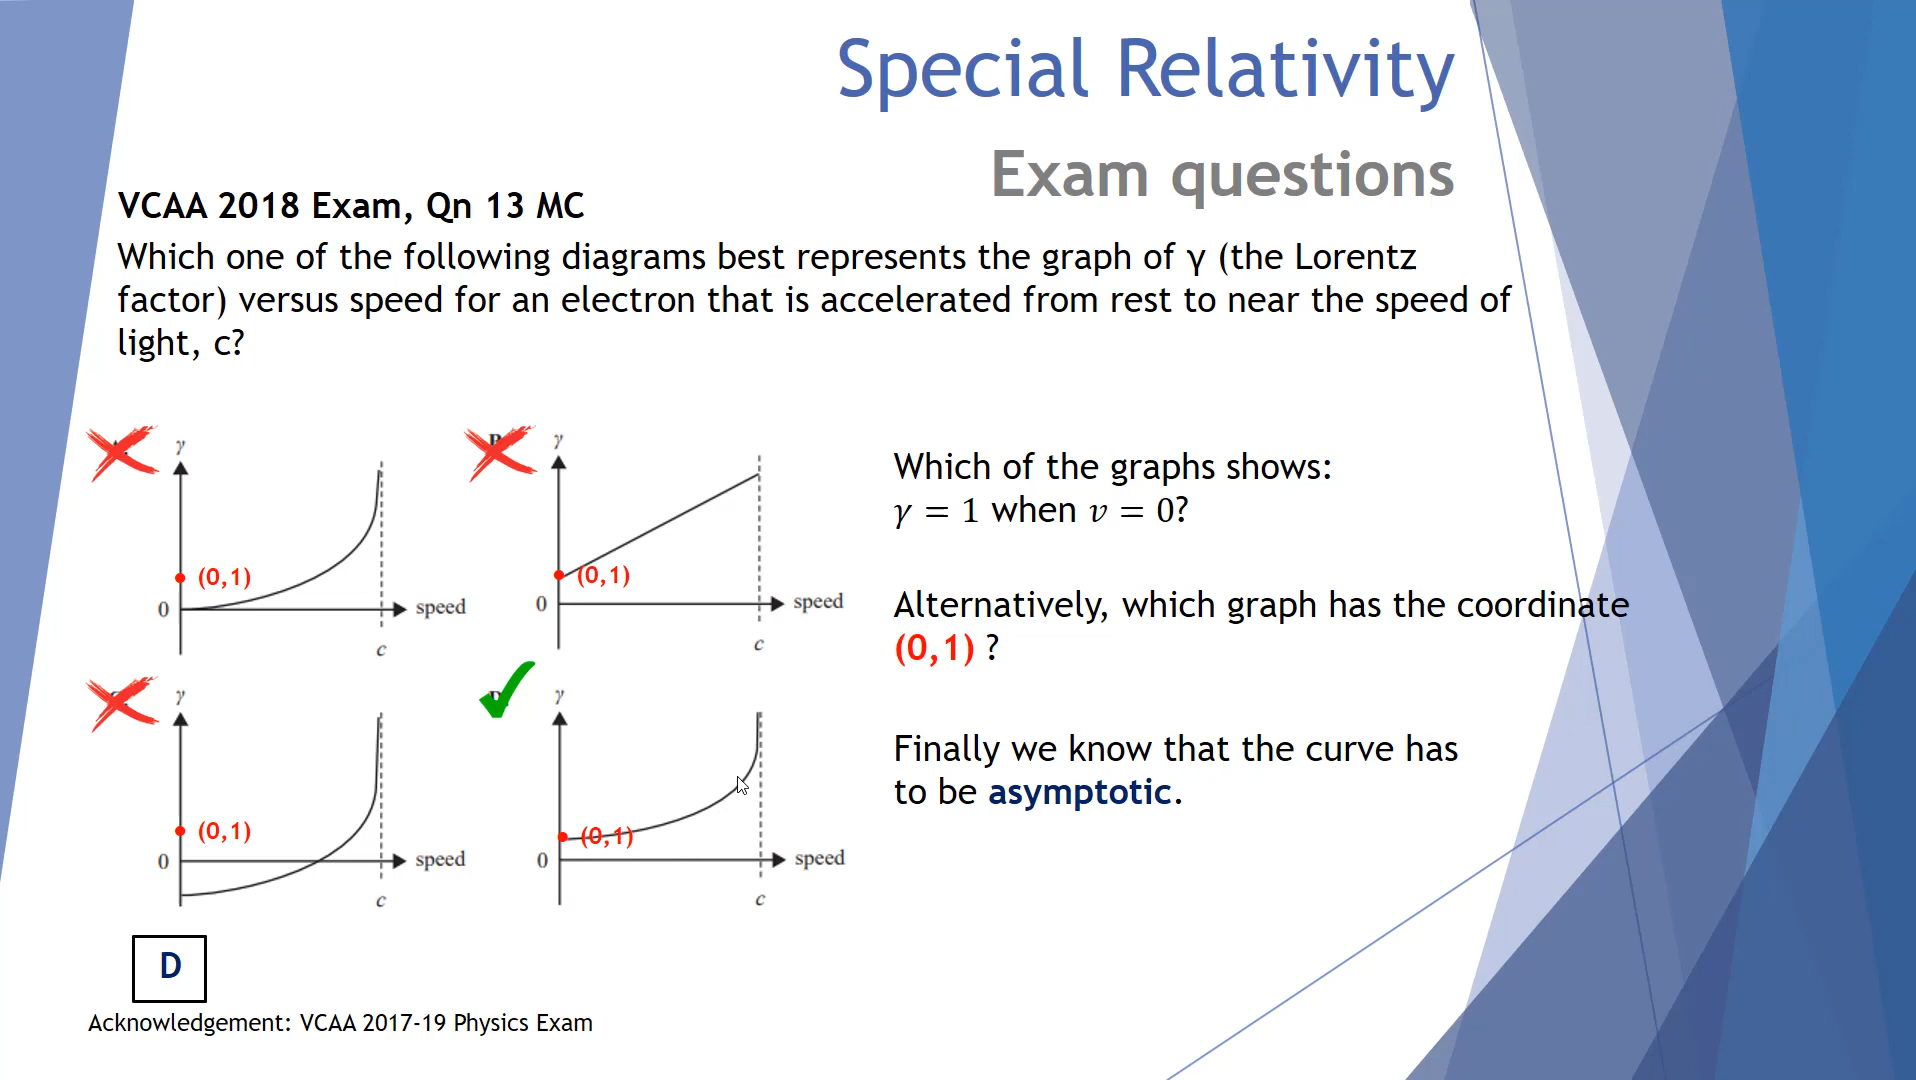 Special Relativity
Exam questions
VCAA 2018 Exam, Qn 13 MC
Which one of the following diagrams best represents the graph of γ (the Lorentz
factor) versus speed for an electron that is accelerated from rest to near the speed of
light, c?
γ
(0,1)
0
speed
c
γ
(0,1)
0
speed
c
γ
(0,1)
0
speed
c
γ
(0,1)
0
speed
c
Which of the graphs shows:
γ = 1 when v = 0?
Alternatively, which graph has the coordinate
(0,1) ?
Finally we know that the curve has
to be asymptotic.
D
Acknowledgement: VCAA 2017-19 Physics Exam